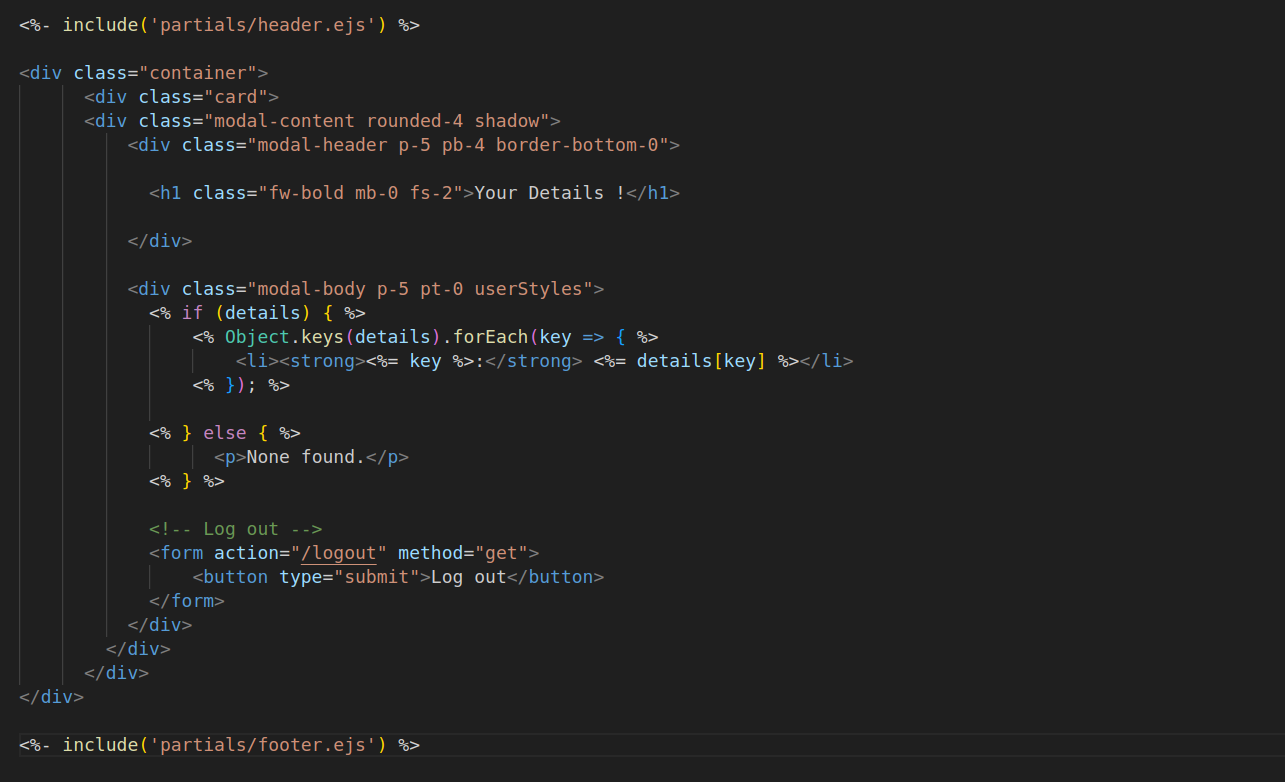 <%- include('partials/header.ejs') %>
<div class="container">
<div class="card">
<div class="modal-content rounded-4 shadow">
<div class="modal-header p-5 pb-4 border-bottom-0">
<h1 class="fw-bold mb-0 fs-2">Your Details !</h1>
</div>
<div class="modal-body p-5 pt-0 userStyles">
<% if (details) { %>
<% Object.keys(details).forEach(key => { %>
<li><strong><%= key %>:</strong> <%= details[key] %></li>
<% }); %>
<% } else { %>
<p>None found.</p>
<% } %>
<!-- Log out -->
<form action="/logout" method="get">
<button type="submit">Log out</button>
</form>
</div>
</div>
</div>
</div>
<%- include('partials/footer.ejs') %>